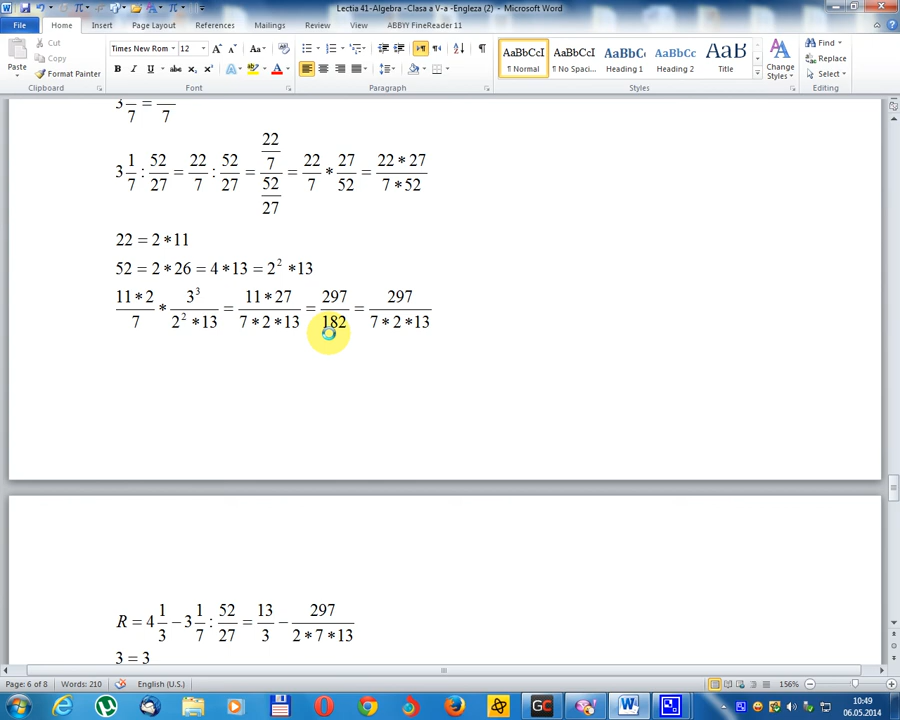 Lectia 41-Algebra -Clasa a V-a -Engleza (2) - Microsoft Word
File Home Insert Page Layout References Mailings Review View ABBYY FineReader 11
Cut
Copy
Format Painter
Paste
Clipboard
Times New Rom 12
Font
Paragraph
AaBbCcI AaBbCcI AaBbC AaBbCc AaB
¶ Normal ¶ No Spaci... Heading 1 Heading 2 Title
Change Styles
Styles
Find
Replace
Select
Editing
3 1/7 = /7
3 1/7 : 52/27 = 22/7 : 52/27 = (22/7)/(52/27) = 22/7 * 27/52 = (22 * 27)/(7 * 52)
22 = 2 * 11
52 = 2 * 26 = 4 * 13 = 2² * 13
(11 * 2)/7 * 3³/(2² * 13) = (11 * 27)/(7 * 2 * 13) = 297/182 = 297/(7 * 2 * 13)
R = 4 1/3 − 3 1/7 : 52/27 = 13/3 − 297/(2 * 7 * 13)
3 = 3
Page: 6 of 8 Words: 210 English (U.S.) 156%
10:49
06.05.2014